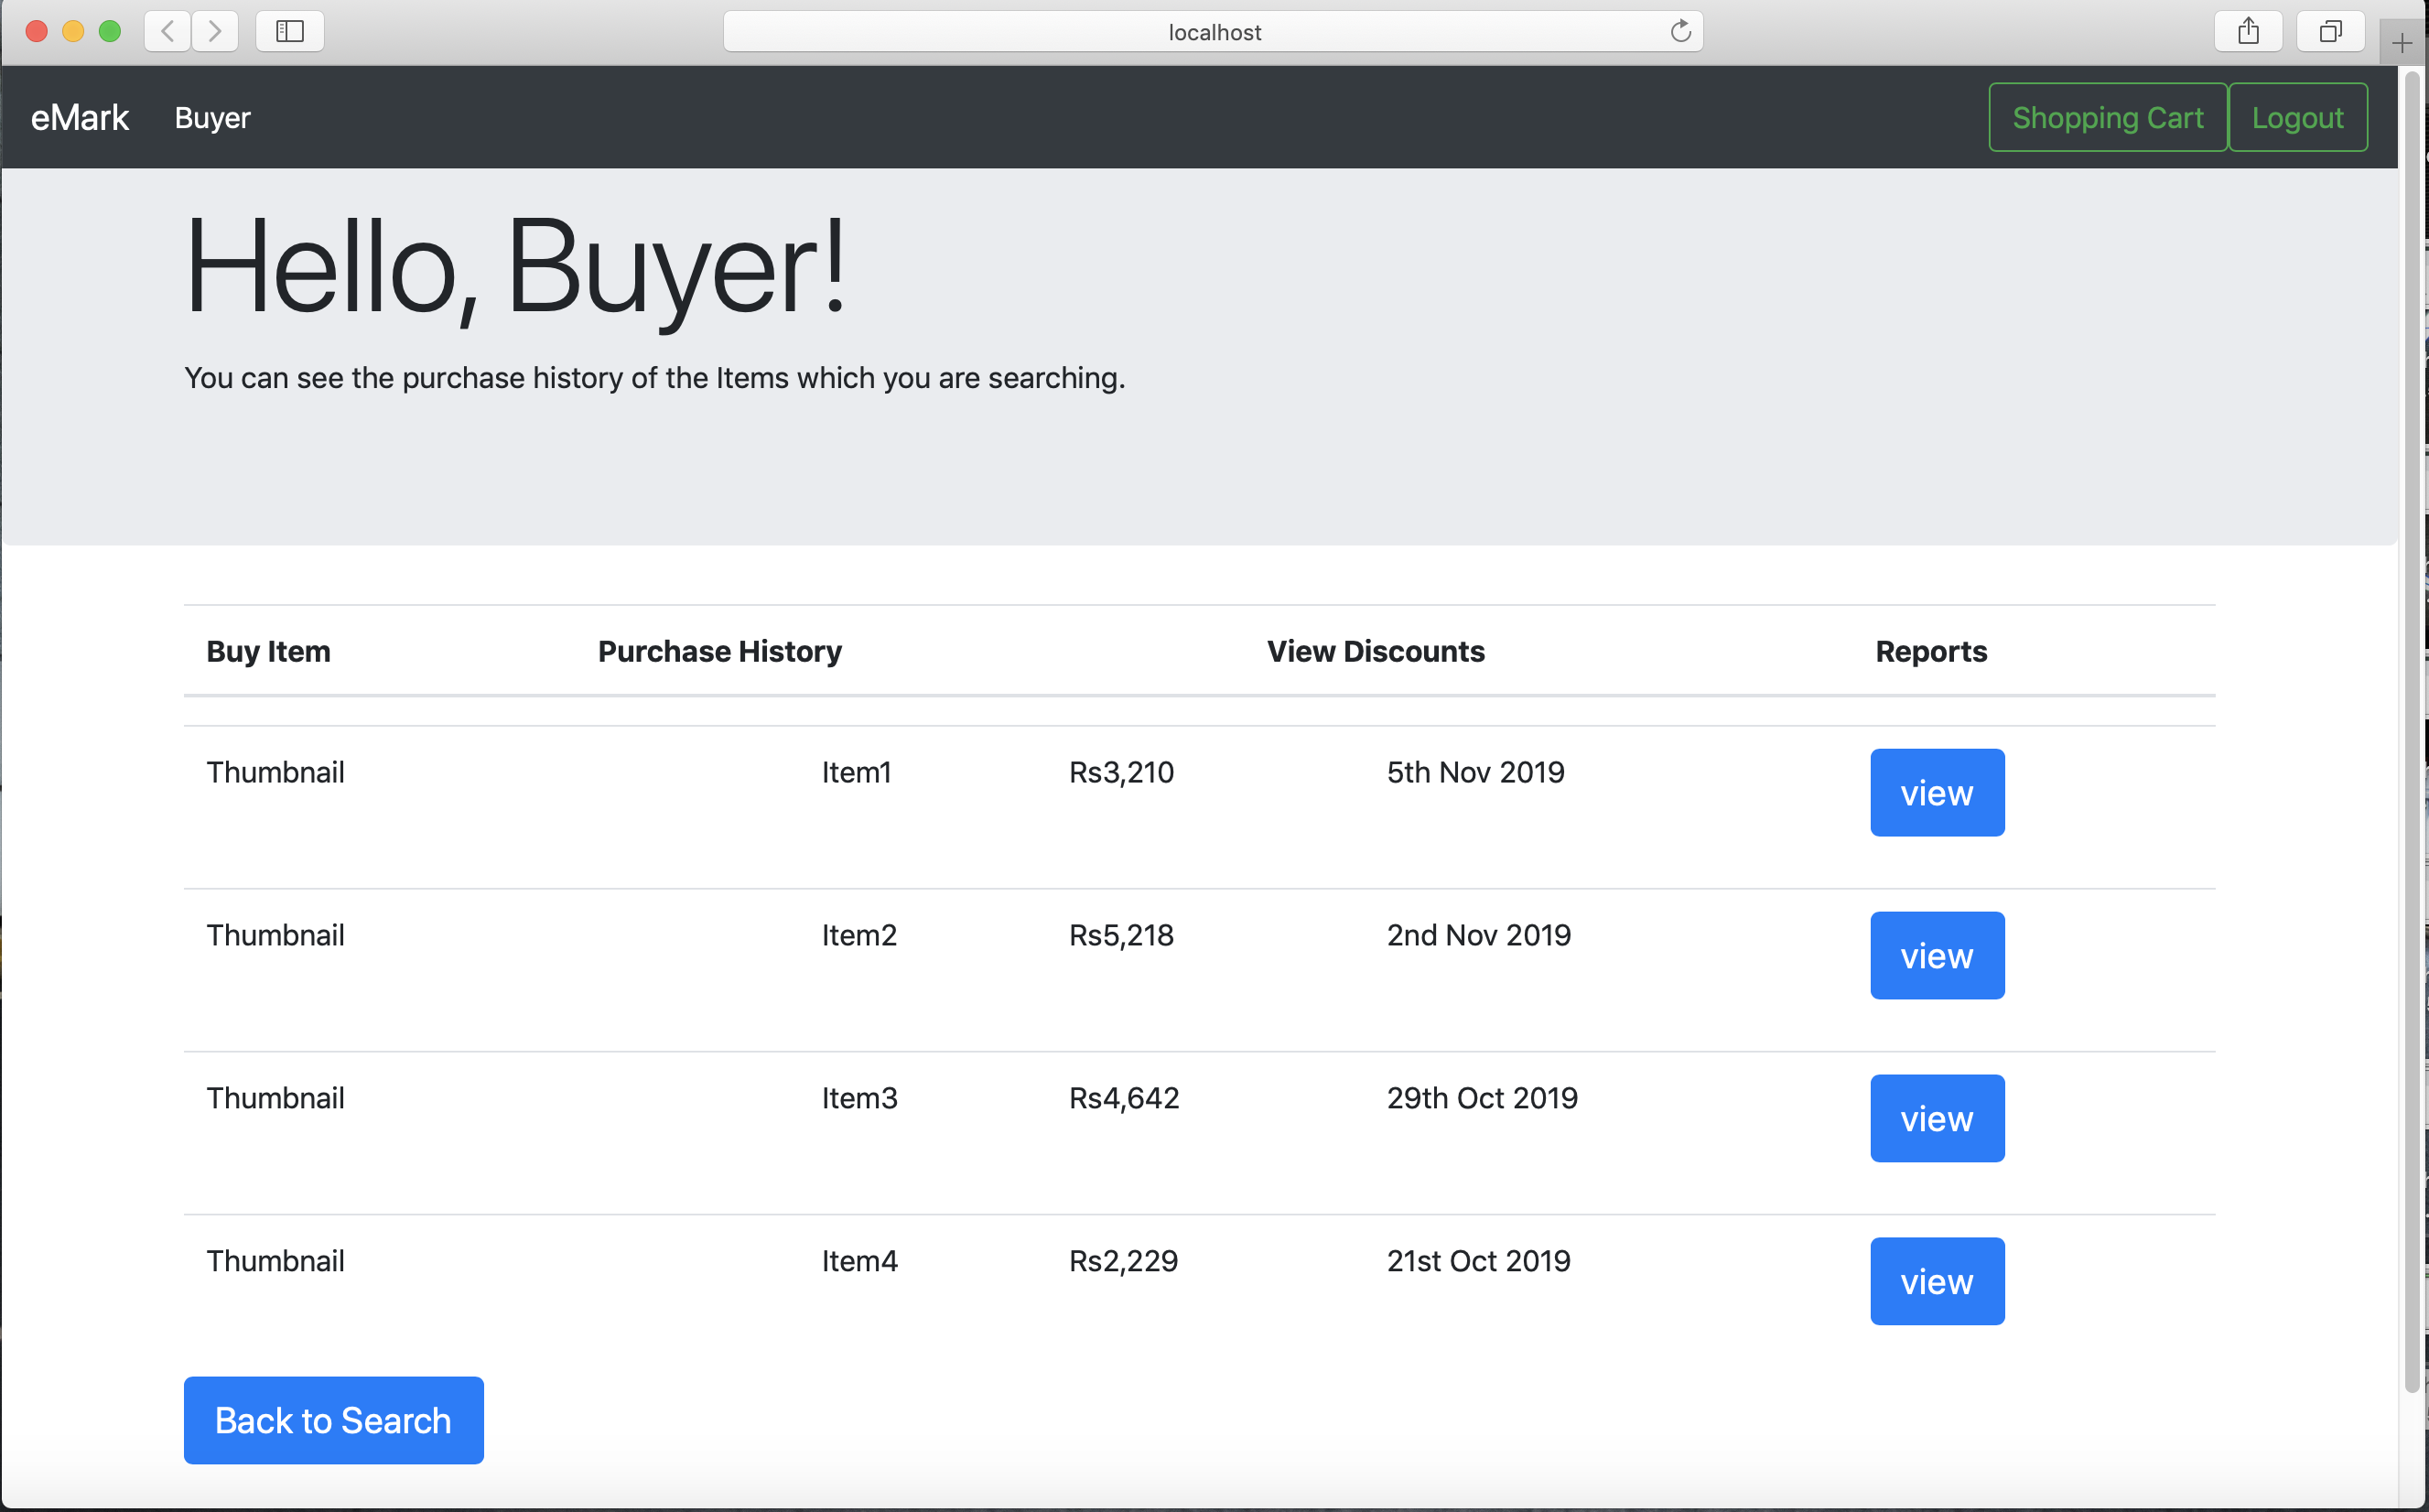 localhost
eMark Buyer Shopping Cart Logout
Hello, Buyer!
You can see the purchase history of the Items which you are searching.
Buy Item Purchase History View Discounts Reports
Thumbnail Item1 Rs3,210 5th Nov 2019 view
Thumbnail Item2 Rs5,218 2nd Nov 2019 view
Thumbnail Item3 Rs4,642 29th Oct 2019 view
Thumbnail Item4 Rs2,229 21st Oct 2019 view
Back to Search